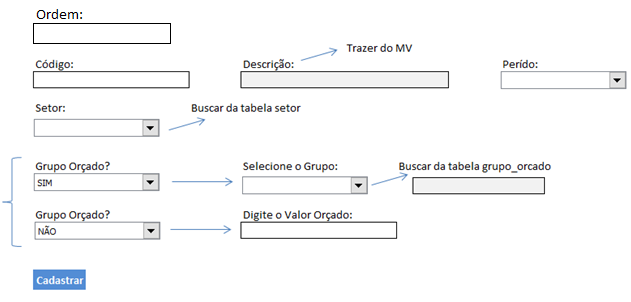 Ordem:
Trazer do MV
Código:
Descrição:
Perído:
Setor:
Buscar da tabela setor
Grupo Orçado?
Selecione o Grupo:
Buscar da tabela grupo_orcado
SIM
Grupo Orçado?
Digite o Valor Orçado:
NÃO
Cadastrar